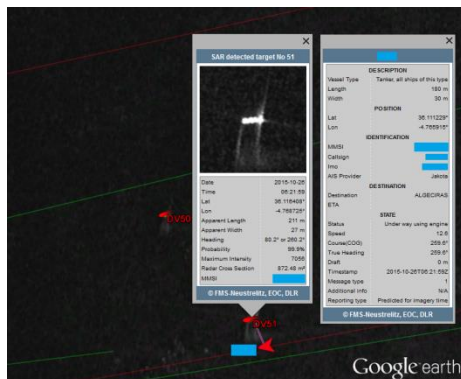 SAR detected target No 51
Date 2015-10-26
Time 06:21:59
Lat 36.116408°
Lon -4.768725°
Apparent Length 211 m
Apparent Width 27 m
Heading 80.2° or 260.2°
Probability 99.9%
Maximum Intensity 7056
Radar Cross Section 872.48 m²
MMSI
© FMS-Neustrelitz, EOC, DLR
DESCRIPTION
Vessel Type Tanker, all ships of this type
Length 180 m
Width 30 m
POSITION
Lat 36.111229°
Lon -4.765915°
IDENTIFICATION
MMSI
Callsign
Imo
AIS Provider Jakota
DESTINATION
Destination ALGECIRAS
ETA
STATE
Status Under way using engine
Speed 12.6
Course(COG) 259.6°
True Heading 259.6°
Draft 0 m
Timestamp 2015-10-26T06:21:59Z
Message type 1
Additional info N/A
Reporting type Predicted for imagery time
© FMS-Neustrelitz, EOC, DLR
DV50
DV51
Google earth